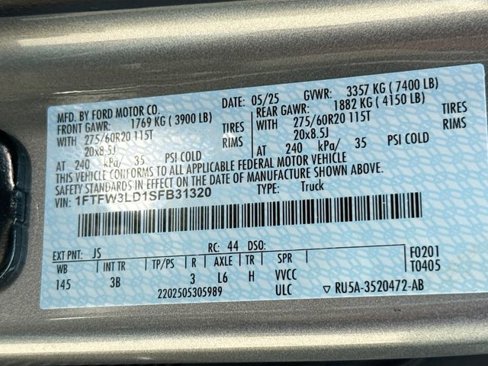 MFD. BY FORD MOTOR CO. DATE: 05/25 GVWR: 3357 KG ( 7400 LB)
FRONT GAWR: 1769 KG ( 3900 LB) REAR GAWR: 1882 KG ( 4150 LB)
275/60R20 115T TIRES 275/60R20 115T TIRES
20x8.5J RIMS 20x8.5J RIMS
AT 240 kPa/ 35 PSI COLD AT 240 kPa/ 35 PSI COLD
THIS VEHICLE CONFORMS TO ALL APPLICABLE FEDERAL MOTOR VEHICLE
SAFETY STANDARDS IN EFFECT ON THE DATE OF MANUFACTURE SHOWN ABOVE.
VIN: 1FTFW3LD1SFB31320 TYPE: Truck
EXT PNT: JS RC: 44 DSO: F0201
WB INT TR TP/PS R AXLE TR SPR T0405
145 3B 3 L6 H VVCC
2202505305989 ULC ▽ RU5A-3520472-AB